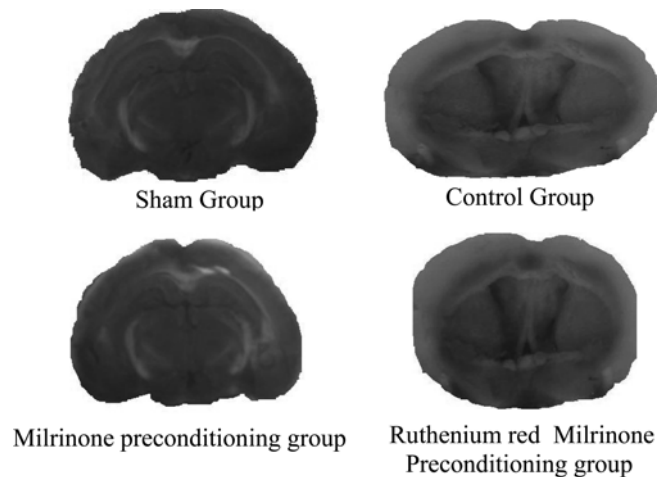 Sham Group
Control Group
Milrinone preconditioning group
Ruthenium red Milrinone
Preconditioning group